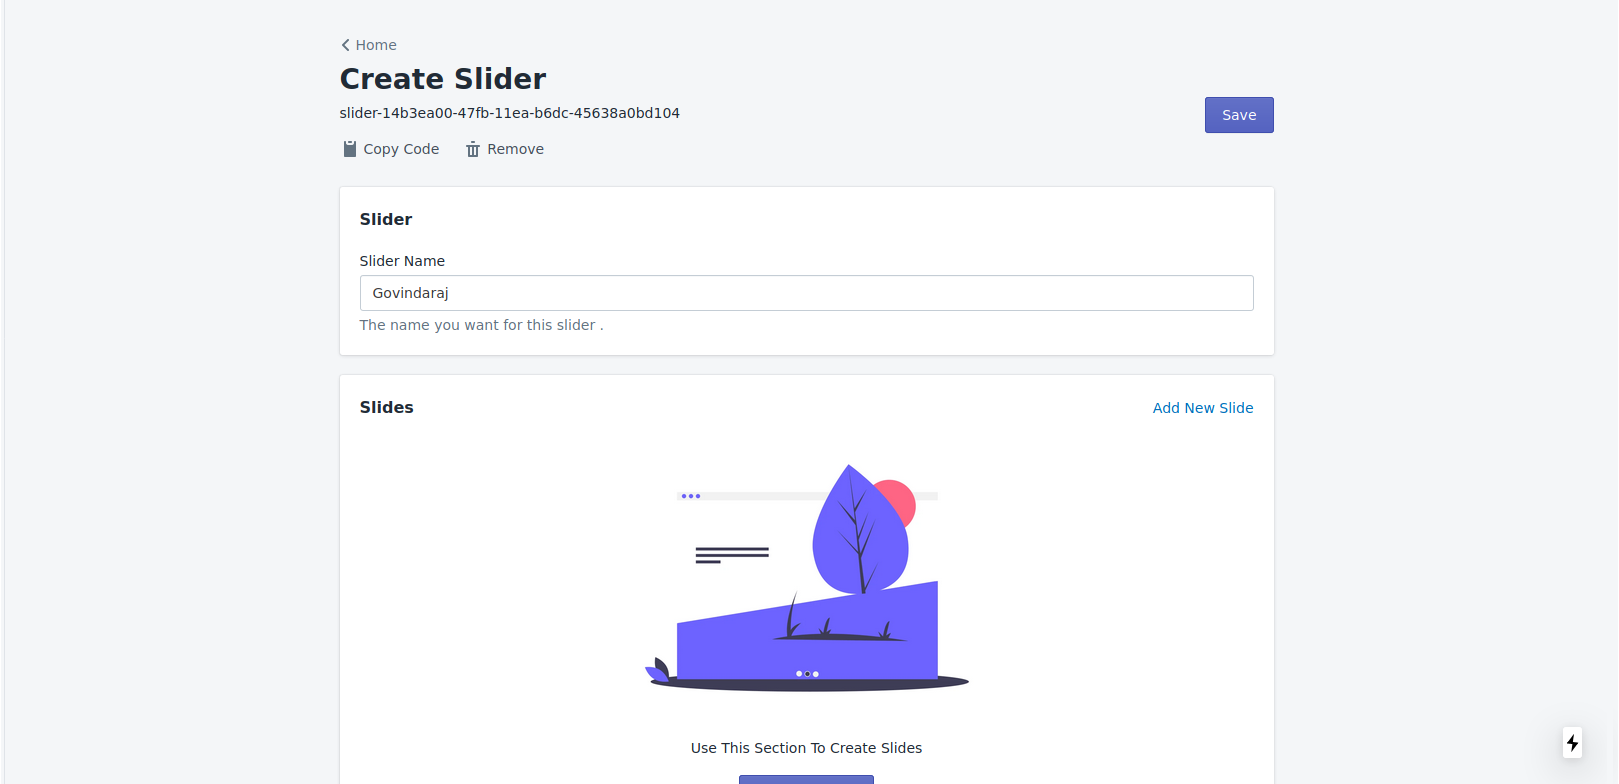 Home
Create Slider
slider-14b3ea00-47fb-11ea-b6dc-45638a0bd104
Save
Copy Code
Remove
Slider
Slider Name
Govindaraj
The name you want for this slider .
Slides
Add New Slide
Use This Section To Create Slides